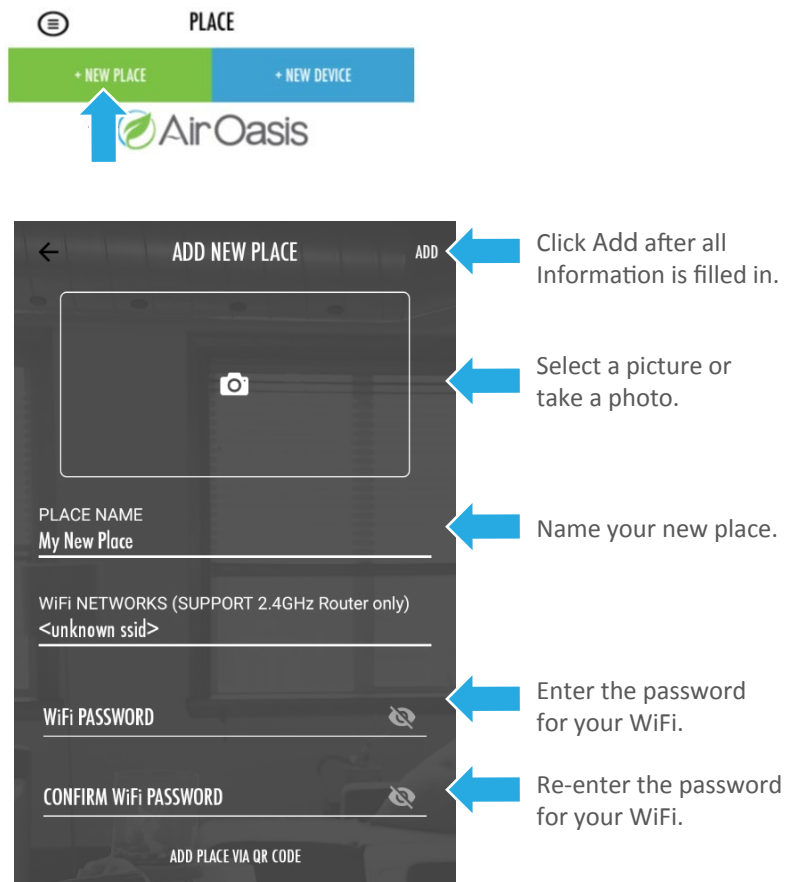 PLACE
+ NEW PLACE
+ NEW DEVICE
Air Oasis
ADD NEW PLACE
ADD
Click Add after all
Information is filled in.
Select a picture or
take a photo.
PLACE NAME
My New Place
Name your new place.
WiFi NETWORKS (SUPPORT 2.4GHz Router only)
<unknown ssid>
WiFi PASSWORD
Enter the password
for your WiFi.
CONFIRM WiFi PASSWORD
Re-enter the password
for your WiFi.
ADD PLACE VIA QR CODE